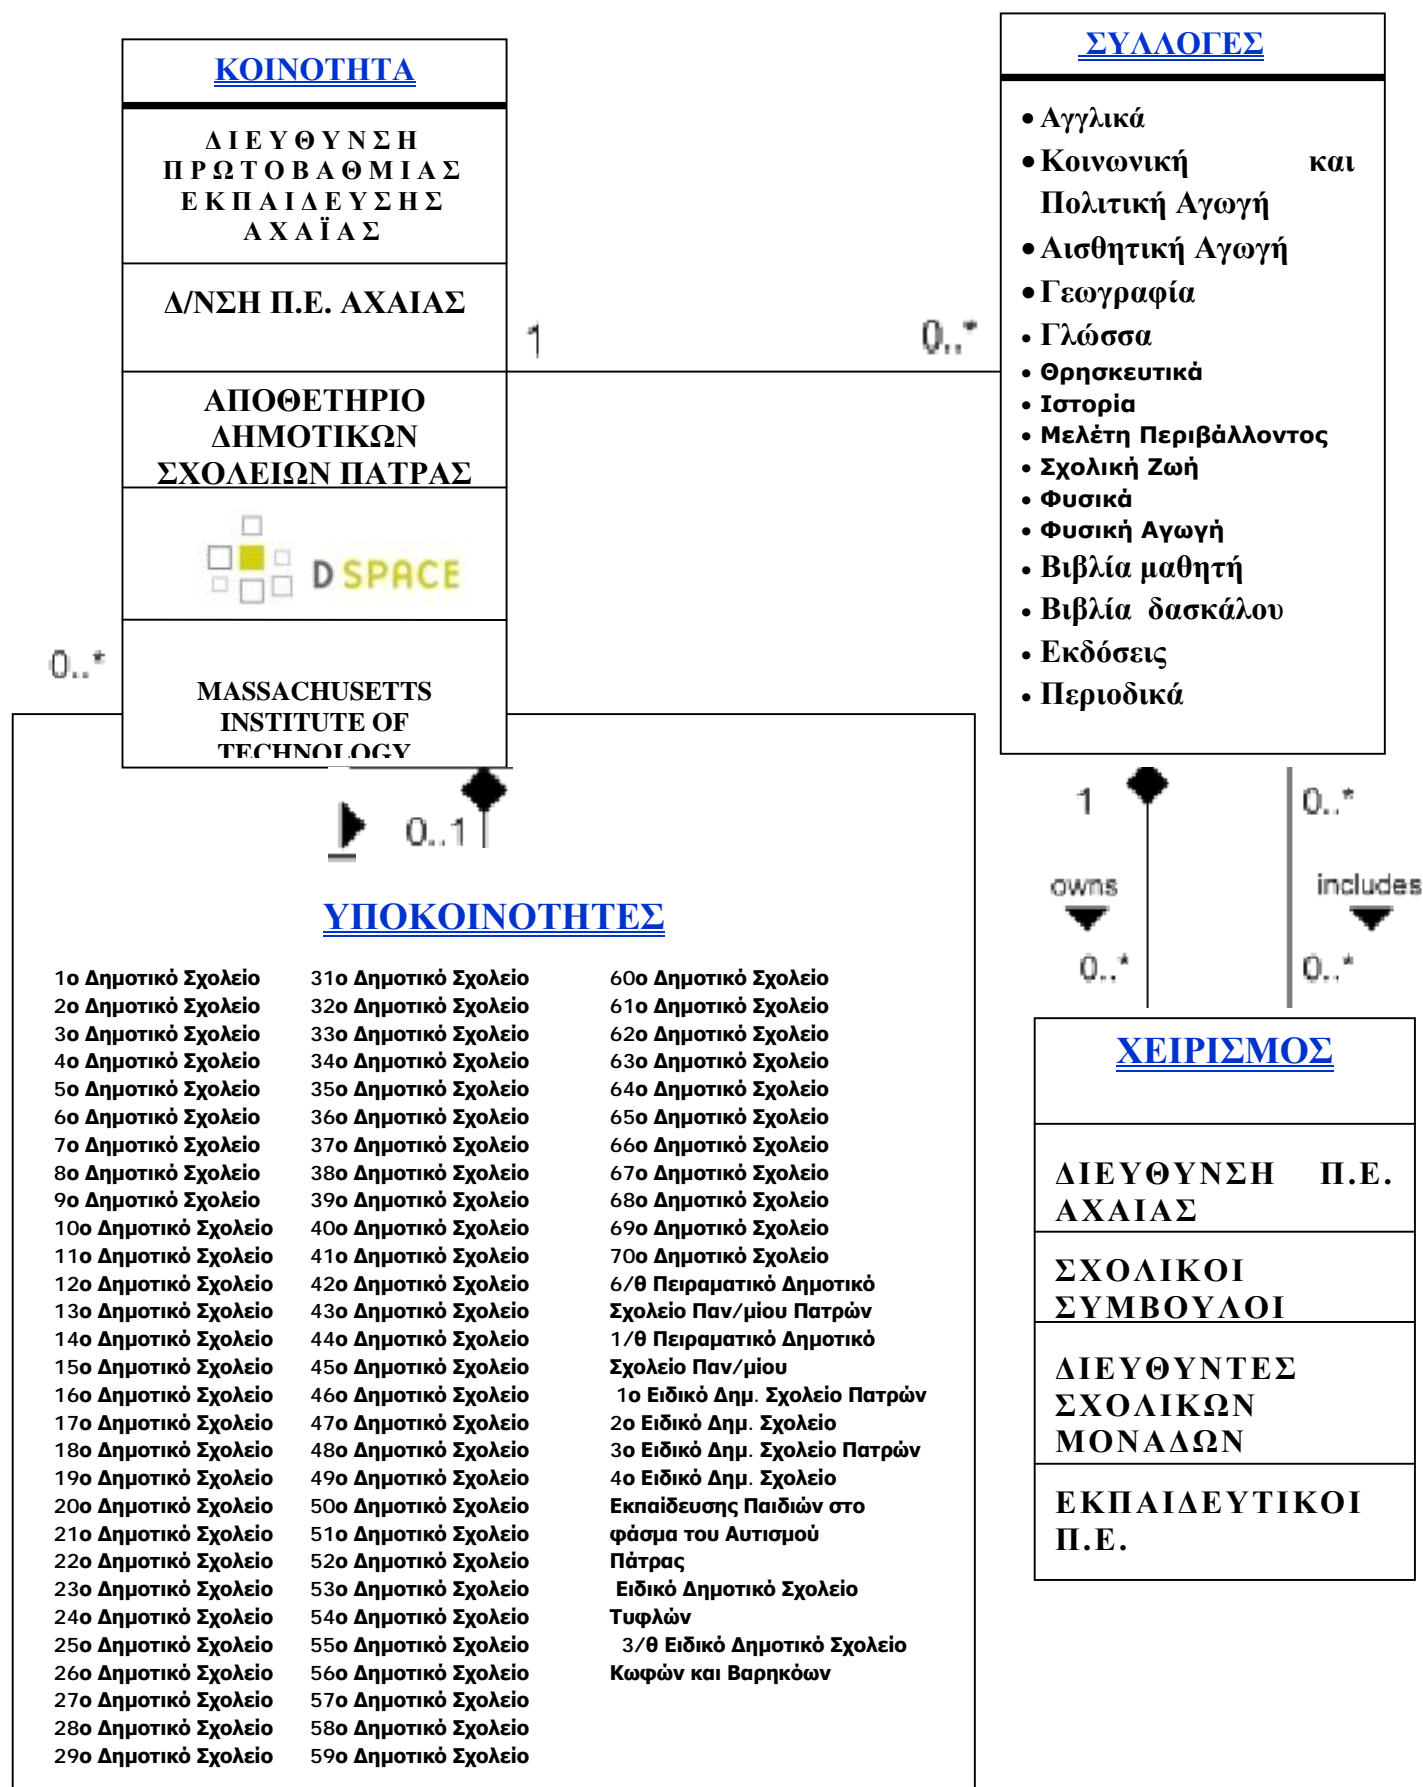 ΚΟΙΝΟΤΗΤΑ
ΔΙΕΥΘΥΝΣΗ
ΠΡΩΤΟΒΑΘΜΙΑΣ
ΕΚΠΑΙΔΕΥΣΗΣ
ΑΧΑΪΑΣ
Δ/ΝΣΗ Π.Ε. ΑΧΑΙΑΣ
ΑΠΟΘΕΤΗΡΙΟ
ΔΗΜΟΤΙΚΩΝ
ΣΧΟΛΕΙΩΝ ΠΑΤΡΑΣ
DSPACE
MASSACHUSETTS
INSTITUTE OF
TECHNOLOGY
1
0..*
0..*
0..1
ΣΥΛΛΟΓΕΣ
• Αγγλικά
• Κοινωνική και
Πολιτική Αγωγή
• Αισθητική Αγωγή
• Γεωγραφία
• Γλώσσα
• Θρησκευτικά
• Ιστορία
• Μελέτη Περιβάλλοντος
• Σχολική Ζωή
• Φυσικά
• Φυσική Αγωγή
• Βιβλία μαθητή
• Βιβλία δασκάλου
• Εκδόσεις
• Περιοδικά
1
0..*
owns
includes
0..*
0..*
ΥΠΟΚΟΙΝΟΤΗΤΕΣ
1ο Δημοτικό Σχολείο
2ο Δημοτικό Σχολείο
3ο Δημοτικό Σχολείο
4ο Δημοτικό Σχολείο
5ο Δημοτικό Σχολείο
6ο Δημοτικό Σχολείο
7ο Δημοτικό Σχολείο
8ο Δημοτικό Σχολείο
9ο Δημοτικό Σχολείο
10ο Δημοτικό Σχολείο
11ο Δημοτικό Σχολείο
12ο Δημοτικό Σχολείο
13ο Δημοτικό Σχολείο
14ο Δημοτικό Σχολείο
15ο Δημοτικό Σχολείο
16ο Δημοτικό Σχολείο
17ο Δημοτικό Σχολείο
18ο Δημοτικό Σχολείο
19ο Δημοτικό Σχολείο
20ο Δημοτικό Σχολείο
21ο Δημοτικό Σχολείο
22ο Δημοτικό Σχολείο
23ο Δημοτικό Σχολείο
24ο Δημοτικό Σχολείο
25ο Δημοτικό Σχολείο
26ο Δημοτικό Σχολείο
27ο Δημοτικό Σχολείο
28ο Δημοτικό Σχολείο
29ο Δημοτικό Σχολείο
31ο Δημοτικό Σχολείο
32ο Δημοτικό Σχολείο
33ο Δημοτικό Σχολείο
34ο Δημοτικό Σχολείο
35ο Δημοτικό Σχολείο
36ο Δημοτικό Σχολείο
37ο Δημοτικό Σχολείο
38ο Δημοτικό Σχολείο
39ο Δημοτικό Σχολείο
40ο Δημοτικό Σχολείο
41ο Δημοτικό Σχολείο
42ο Δημοτικό Σχολείο
43ο Δημοτικό Σχολείο
44ο Δημοτικό Σχολείο
45ο Δημοτικό Σχολείο
46ο Δημοτικό Σχολείο
47ο Δημοτικό Σχολείο
48ο Δημοτικό Σχολείο
49ο Δημοτικό Σχολείο
50ο Δημοτικό Σχολείο
51ο Δημοτικό Σχολείο
52ο Δημοτικό Σχολείο
53ο Δημοτικό Σχολείο
54ο Δημοτικό Σχολείο
55ο Δημοτικό Σχολείο
56ο Δημοτικό Σχολείο
57ο Δημοτικό Σχολείο
58ο Δημοτικό Σχολείο
59ο Δημοτικό Σχολείο
60ο Δημοτικό Σχολείο
61ο Δημοτικό Σχολείο
62ο Δημοτικό Σχολείο
63ο Δημοτικό Σχολείο
64ο Δημοτικό Σχολείο
65ο Δημοτικό Σχολείο
66ο Δημοτικό Σχολείο
67ο Δημοτικό Σχολείο
68ο Δημοτικό Σχολείο
69ο Δημοτικό Σχολείο
70ο Δημοτικό Σχολείο
6/θ Πειραματικό Δημοτικό
Σχολείο Παν/μίου Πατρών
1/θ Πειραματικό Δημοτικό
Σχολείο Παν/μίου
1ο Ειδικό Δημ. Σχολείο Πατρών
2ο Ειδικό Δημ. Σχολείο
3ο Ειδικό Δημ. Σχολείο Πατρών
4ο Ειδικό Δημ. Σχολείο
Εκπαίδευσης Παιδιών στο
φάσμα του Αυτισμού
Πάτρας
Ειδικό Δημοτικό Σχολείο
Τυφλών
3/θ Ειδικό Δημοτικό Σχολείο
Κωφών και Βαρηκόων
ΧΕΙΡΙΣΜΟΣ
ΔΙΕΥΘΥΝΣΗ Π.Ε.
ΑΧΑΙΑΣ
ΣΧΟΛΙΚΟΙ
ΣΥΜΒΟΥΛΟΙ
ΔΙΕΥΘΥΝΤΕΣ
ΣΧΟΛΙΚΩΝ
ΜΟΝΑΔΩΝ
ΕΚΠΑΙΔΕΥΤΙΚΟΙ
Π.Ε.